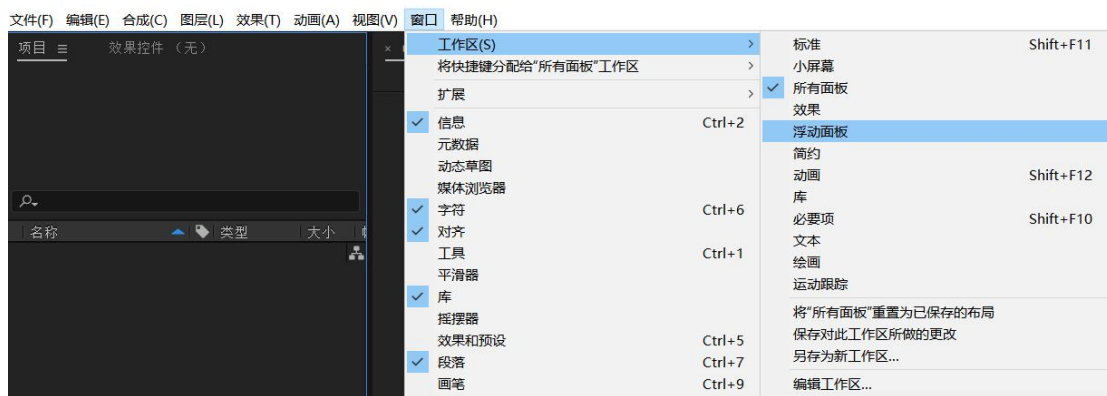 文件(F) 编辑(E) 合成(C) 图层(L) 效果(T) 动画(A) 视图(V) 窗口 帮助(H)
项目 效果控件 （无）
名称 类型 大小
工作区(S)
将快捷键分配给“所有面板”工作区
扩展
信息 Ctrl+2
元数据
动态草图
媒体浏览器
字符 Ctrl+6
对齐
工具 Ctrl+1
平滑器
库
摇摆器
效果和预设 Ctrl+5
段落 Ctrl+7
画笔 Ctrl+9
标准 Shift+F11
小屏幕
所有面板
效果
浮动面板
简约
动画 Shift+F12
库
必要项 Shift+F10
文本
绘画
运动跟踪
将“所有面板”重置为已保存的布局
保存对此工作区所做的更改
另存为新工作区...
编辑工作区...